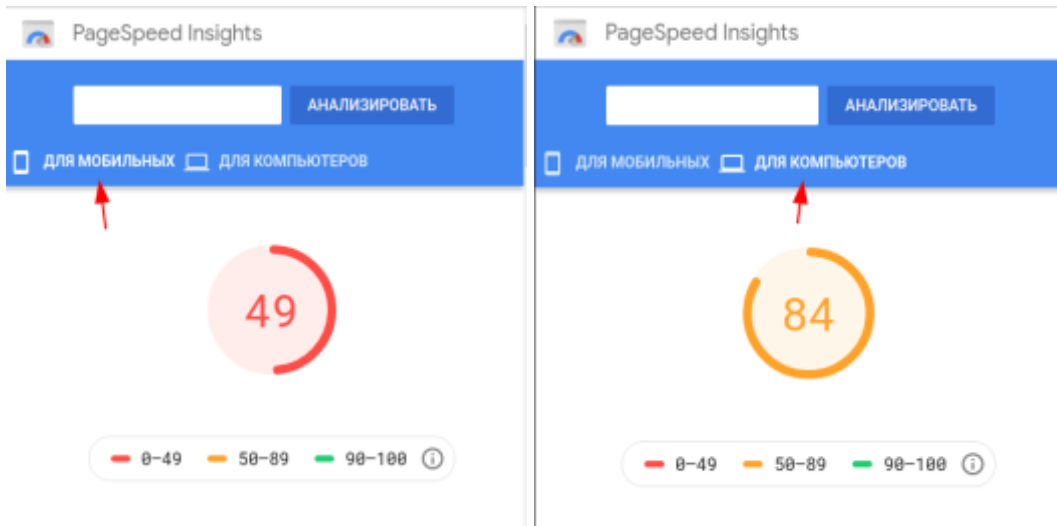 PageSpeed Insights
АНАЛИЗИРОВАТЬ
ДЛЯ МОБИЛЬНЫХ ДЛЯ КОМПЬЮТЕРОВ
49
0–49 50–89 90–100
PageSpeed Insights
АНАЛИЗИРОВАТЬ
ДЛЯ МОБИЛЬНЫХ ДЛЯ КОМПЬЮТЕРОВ
84
0–49 50–89 90–100